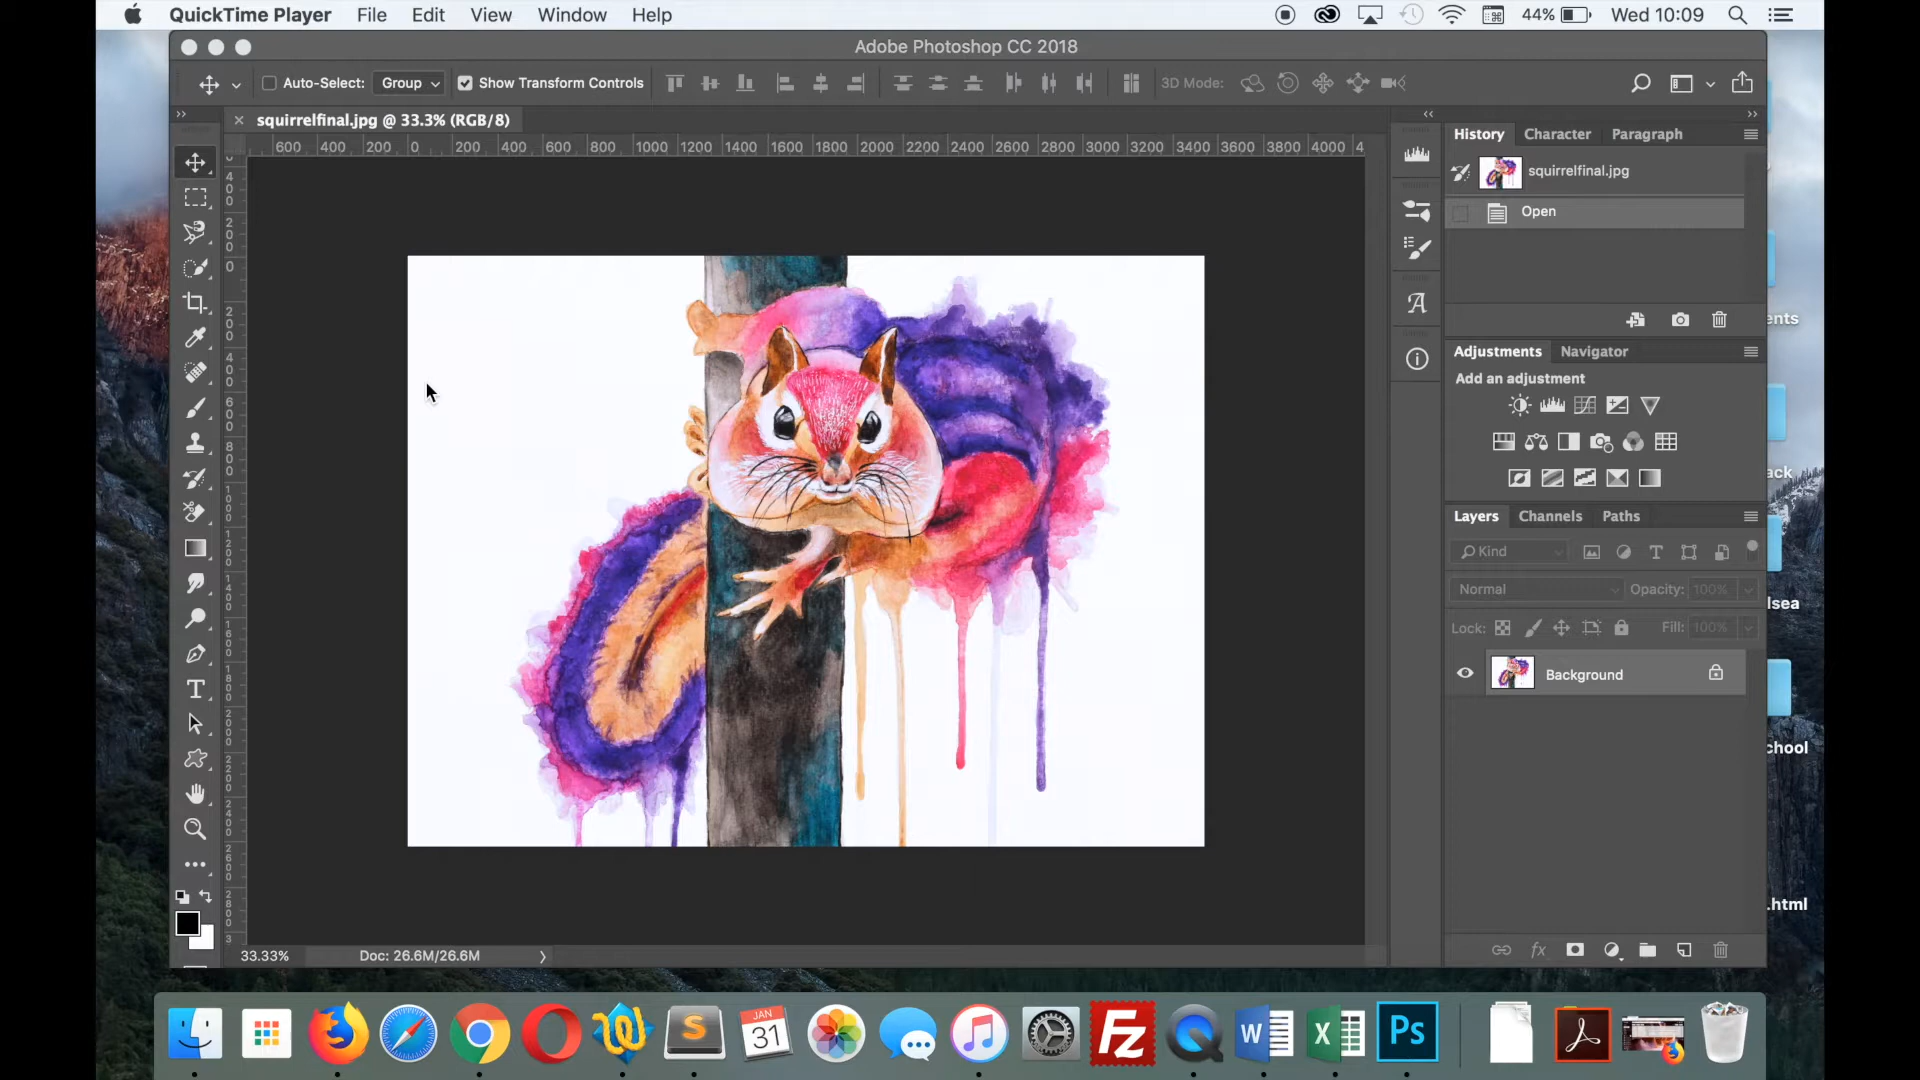 QuickTime Player File Edit View Window Help 44% Wed 10:09
Adobe Photoshop CC 2018
Auto-Select: Group Show Transform Controls 3D Mode:
squirrelfinal.jpg @ 33.3% (RGB/8)
600 400 200 0 200 400 600 800 1000 1200 1400 1600 1800 2000 2200 2400 2600 2800 3000 3200 3400 3600 3800 4000 4
History Character Paragraph
squirrelfinal.jpg
Open
Adjustments Navigator
Add an adjustment
Layers Channels Paths
Kind
Normal Opacity: 100%
Lock: Fill: 100%
Background
ents
ack
lsea
chool
.html
33.33% Doc: 26.6M/26.6M
JAN
31